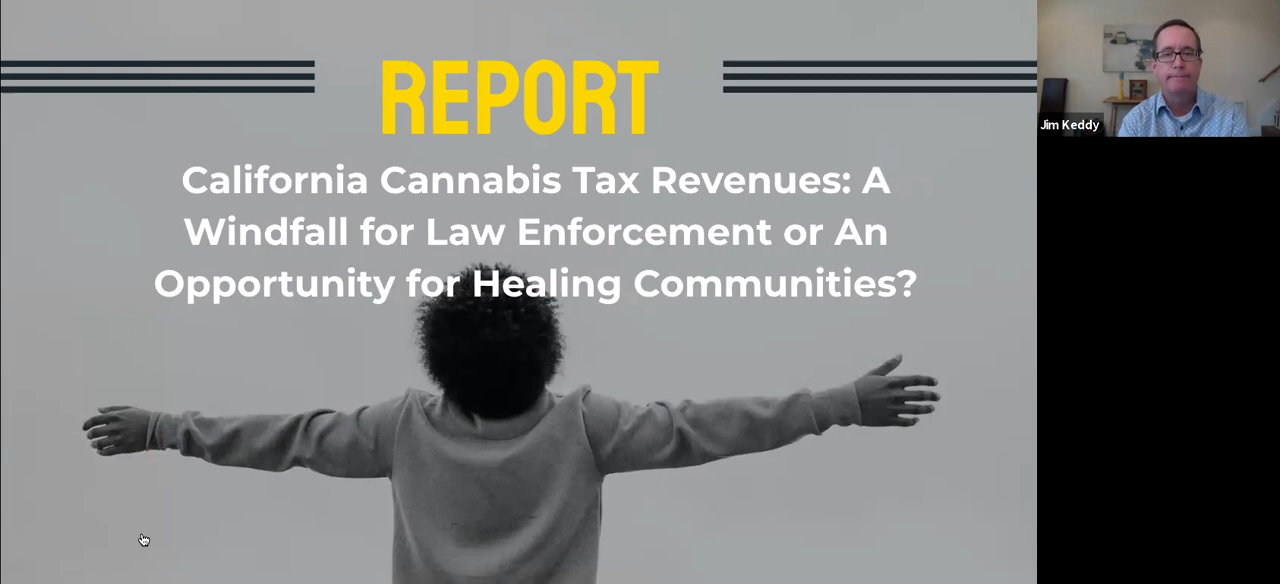 REPORT
California Cannabis Tax Revenues: A
Windfall for Law Enforcement or An
Opportunity for Healing Communities?
Jim Keddy